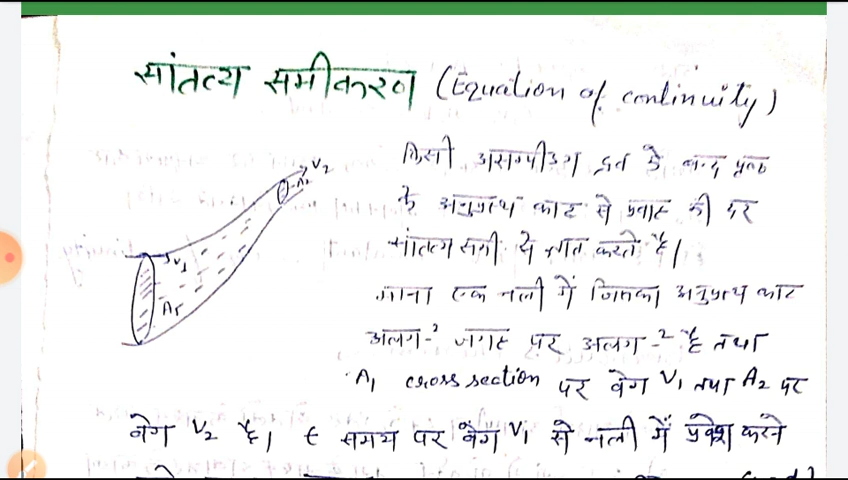 सांतत्य समीकरण (Equation of continuity)
V2
A2
V1
A1
किसी असम्पीडय द्रव के बन्द
के अनुप्रस्थ काट से प्रवाह की दर
सांतत्य समी से ज्ञात करते है।
माना एक नली में जिसका अनुप्रस्थ काट
अलग-2 जगह पर अलग-2 है तथा
A1 cross section पर वेग V1 तथा A2 पर
वेग V2 है। t समय पर वेग V1 से नली में प्रवेश करने